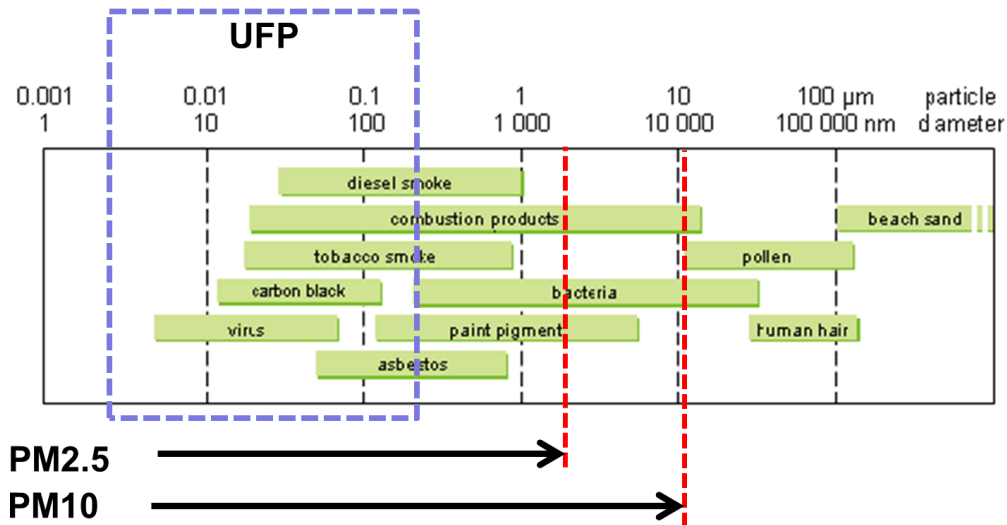 UFP
0.001 0.01 0.1 1 10 100 µm particle
1 10 100 1 000 10 000 100 000 nm diameter
diesel smoke
combustion products beach sand
tobacco smoke pollen
carbon black bacteria
virus paint pigment human hair
asbestos
PM2.5
PM10